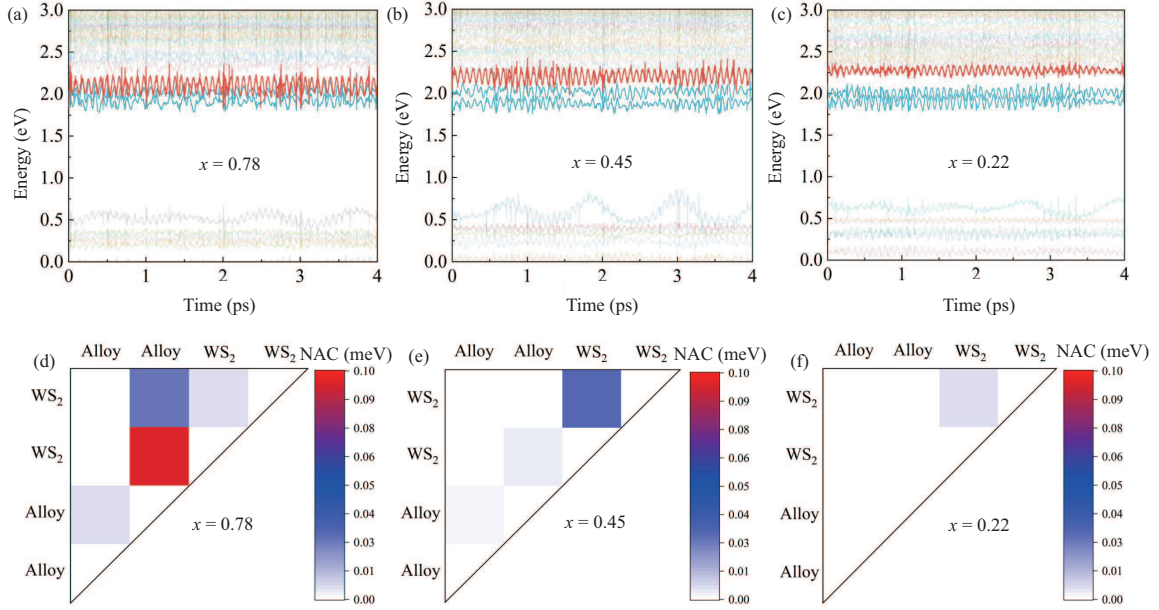 (a)
3.0
2.5
2.0
1.5
1.0
0.5
0.0
Energy (eV)
x = 0.78
0 1 2 3 4
Time (ps)
(b)
3.0
2.5
2.0
1.5
1.0
0.5
0.0
Energy (eV)
x = 0.45
0 1 2 3 4
Time (ps)
(c)
3.0
2.5
2.0
1.5
1.0
0.5
0.0
Energy (eV)
x = 0.22
0 1 2 3 4
Time (ps)
(d)
Alloy Alloy WS₂ WS₂
NAC (meV)
WS₂
WS₂
Alloy
Alloy
x = 0.78
0.10
0.09
0.08
0.07
0.06
0.05
0.04
0.03
0.02
0.01
0.00
(e)
Alloy Alloy WS₂ WS₂
NAC (meV)
WS₂
WS₂
Alloy
Alloy
x = 0.45
0.10
0.09
0.08
0.07
0.06
0.05
0.04
0.03
0.02
0.01
0.00
(f)
Alloy Alloy WS₂ WS₂
NAC (meV)
WS₂
WS₂
Alloy
Alloy
x = 0.22
0.10
0.09
0.08
0.07
0.06
0.05
0.04
0.03
0.02
0.01
0.00